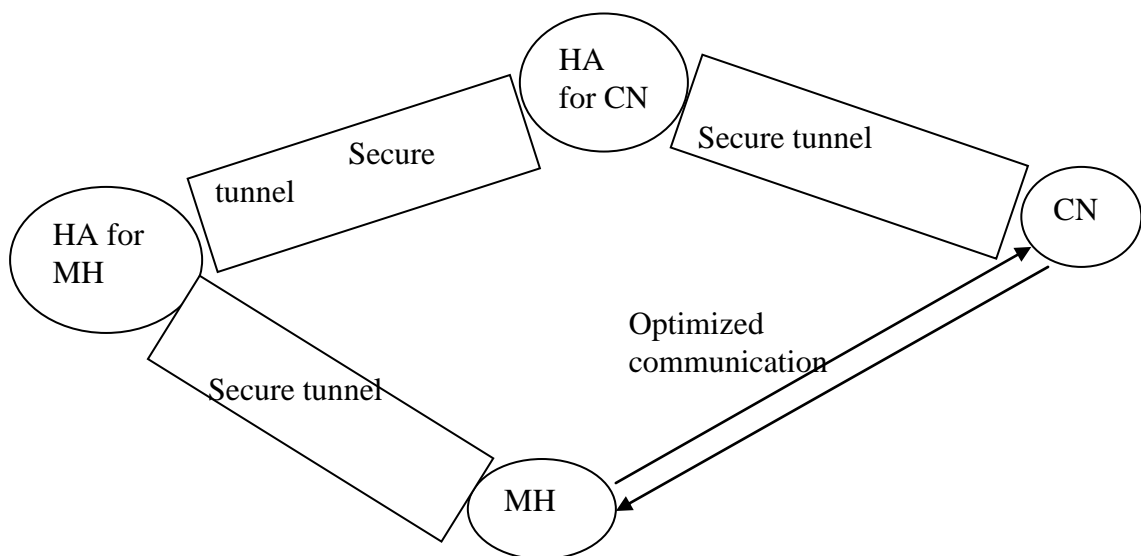 HA
for CN
Secure tunnel
Secure
tunnel
CN
HA for
MH
Optimized
communication
Secure tunnel
MH